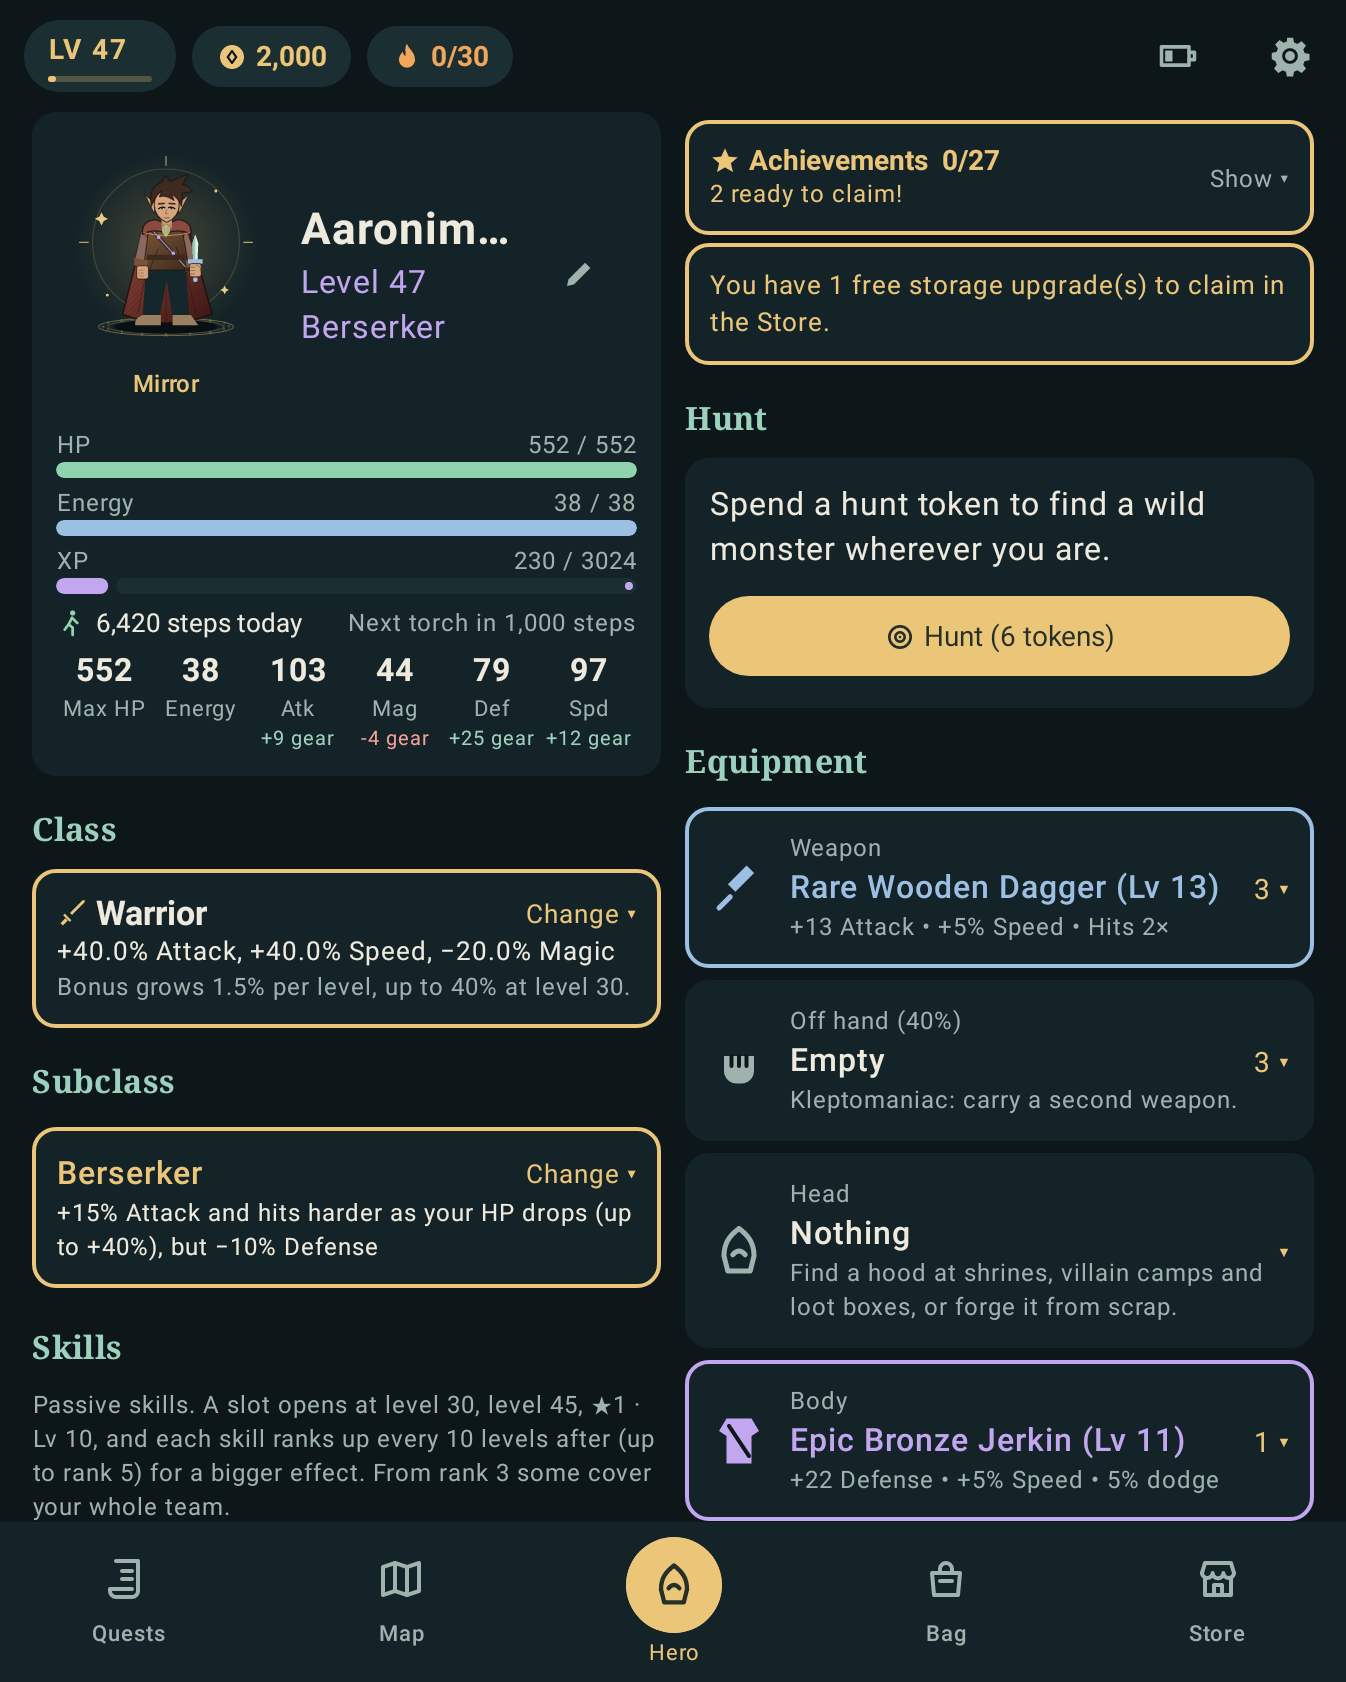 LV 47
2,000
0/30
Aaronim…
Level 47
Berserker
Mirror
HP 552 / 552
Energy 38 / 38
XP 230 / 3024
6,420 steps today Next torch in 1,000 steps
552 38 103 44 79 97
Max HP Energy Atk Mag Def Spd
+9 gear -4 gear +25 gear +12 gear
Class
Warrior Change
+40.0% Attack, +40.0% Speed, −20.0% Magic
Bonus grows 1.5% per level, up to 40% at level 30.
Subclass
Berserker Change
+15% Attack and hits harder as your HP drops (up
to +40%), but −10% Defense
Skills
Passive skills. A slot opens at level 30, level 45, ★1 ·
Lv 10, and each skill ranks up every 10 levels after (up
to rank 5) for a bigger effect. From rank 3 some cover
your whole team.
Achievements 0/27
2 ready to claim!
Show
You have 1 free storage upgrade(s) to claim in
the Store.
Hunt
Spend a hunt token to find a wild
monster wherever you are.
Hunt (6 tokens)
Equipment
Weapon
Rare Wooden Dagger (Lv 13) 3
+13 Attack • +5% Speed • Hits 2×
Off hand (40%)
Empty 3
Kleptomaniac: carry a second weapon.
Head
Nothing
Find a hood at shrines, villain camps and
loot boxes, or forge it from scrap.
Body
Epic Bronze Jerkin (Lv 11) 1
+22 Defense • +5% Speed • 5% dodge
Quests
Map
Hero
Bag
Store